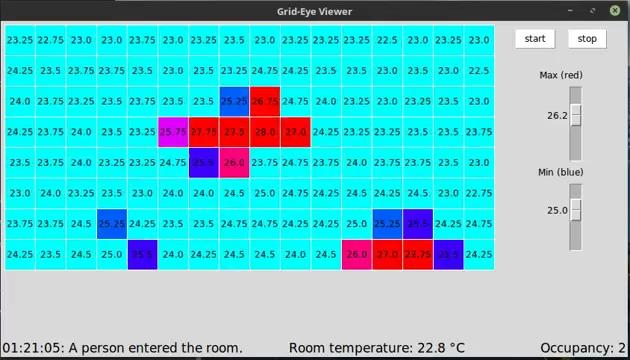 Grid-Eye Viewer
23.25 22.75 23.0 23.0 23.75 23.0 23.25 23.5 23.0 23.25 23.25 23.25 22.5 23.0 23.25 23.0
24.25 23.5 23.75 23.75 23.5 23.0 23.25 23.25 24.75 24.25 23.25 23.5 23.0 23.5 23.0 22.5
24.0 23.75 23.25 23.75 23.5 23.5 23.5 25.25 26.75 24.75 24.0 23.25 23.0 23.25 23.5 23.0
24.25 23.75 24.0 23.5 24.0 25.75 27.75 27.5 28.0 27.0 24.25 23.25 23.25 23.5 23.5 23.75
23.5 23.75 24.0 23.25 23.25 24.75 25.5 26.0 23.75 24.75 23.75 24.0 23.75 23.75 23.5 23.0
23.0 24.0 23.25 23.5 23.0 24.0 24.0 24.5 25.0 24.25 23.75 24.5 24.5 24.5 23.0 22.75
23.75 23.75 24.5 25.25 24.25 23.5 23.5 24.75 24.75 24.25 24.25 25.0 25.25 25.5 24.25 24.75
24.25 23.5 24.5 25.0 25.5 24.0 24.25 24.5 24.5 24.0 24.5 26.0 27.0 27.75 25.5 24.25
start stop
Max (red)
26.2
Min (blue)
25.0
01:21:05: A person entered the room. Room temperature: 22.8 °C Occupancy: 2